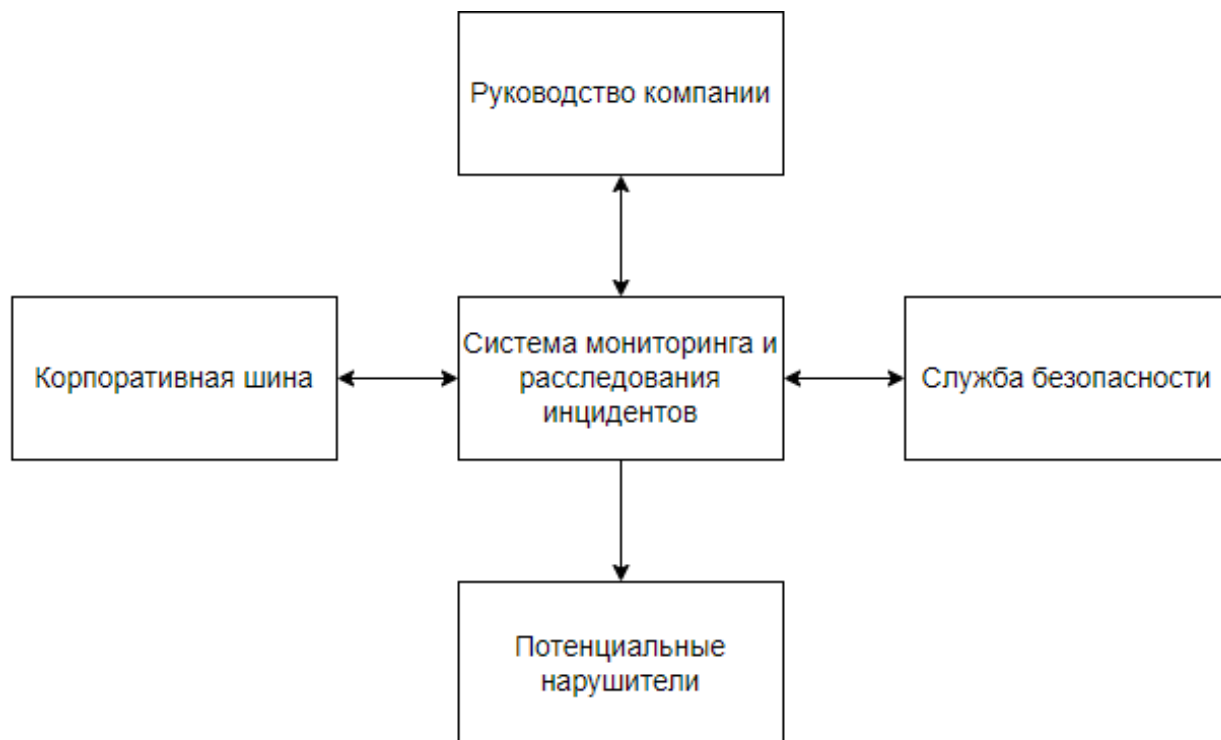 Руководство компании
Корпоративная шина
Система мониторинга и
расследования
инцидентов
Служба безопасности
Потенциальные
нарушители